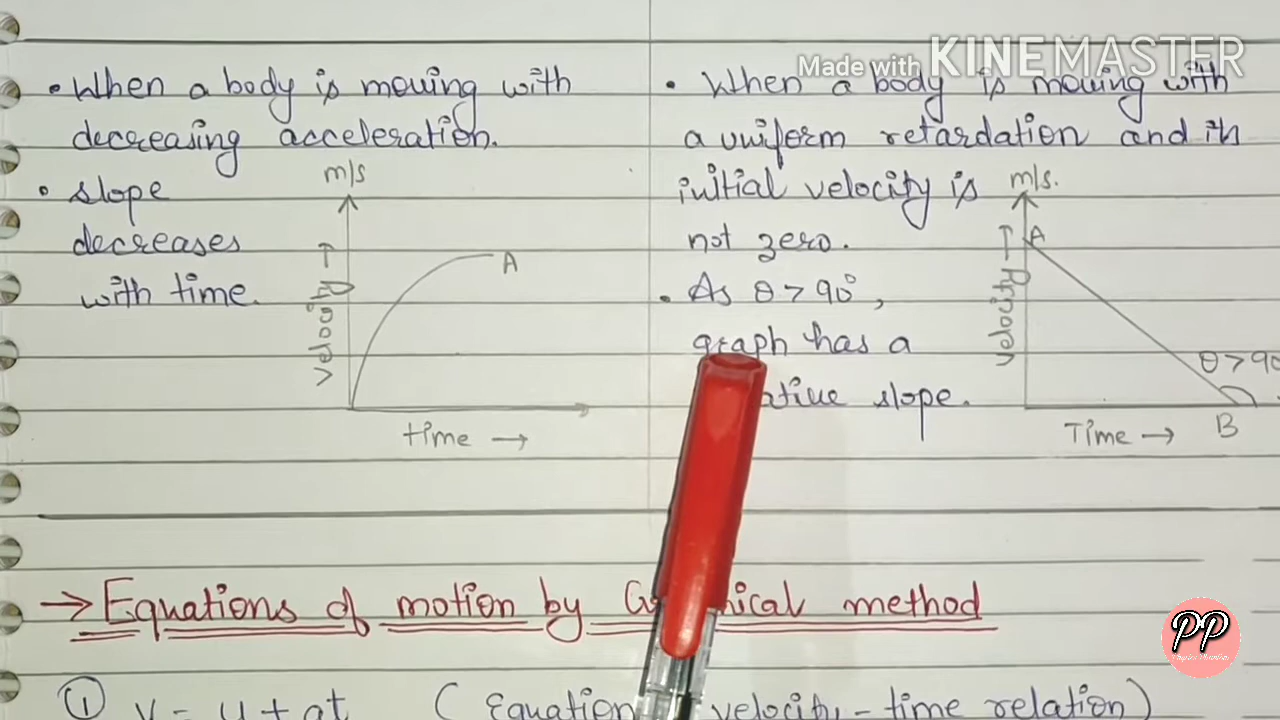 Made with KINEMASTER
• When a body is moving with
decreasing acceleration.
• slope
decreases
with time.
m/s
velocity →
A
time →
• When a body is moving with
a uniform retardation and its
initial velocity is
not zero.
• As θ > 90°,
graph has a
slope.
m/s.
velocity →
A
θ > 90
Time →
B
→ Equations of motion by method
① v = u + at (Equation velocity - time relation)
PP